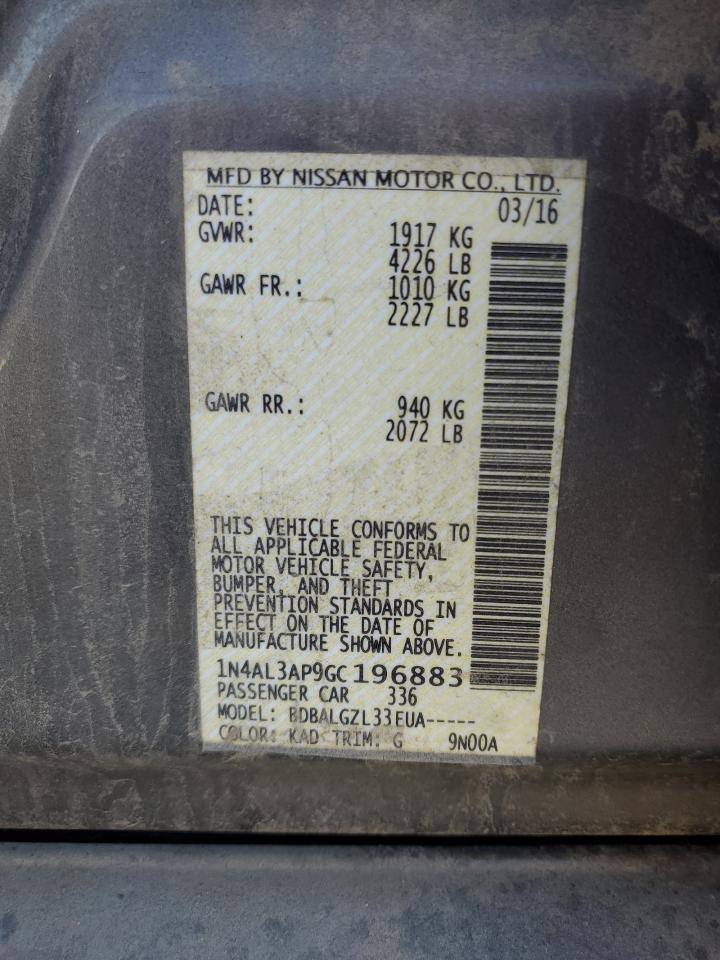 MFD BY NISSAN MOTOR CO., LTD.
DATE: 03/16
GVWR: 1917 KG
4226 LB
GAWR FR.: 1010 KG
2227 LB
GAWR RR.: 940 KG
2072 LB
THIS VEHICLE CONFORMS TO
ALL APPLICABLE FEDERAL
MOTOR VEHICLE SAFETY,
BUMPER, AND THEFT
PREVENTION STANDARDS IN
EFFECT ON THE DATE OF
MANUFACTURE SHOWN ABOVE.
1N4AL3AP9GC196883
PASSENGER CAR 336
MODEL: BDBALGZL33EUA-----
COLOR: KAD TRIM: G 9N00A